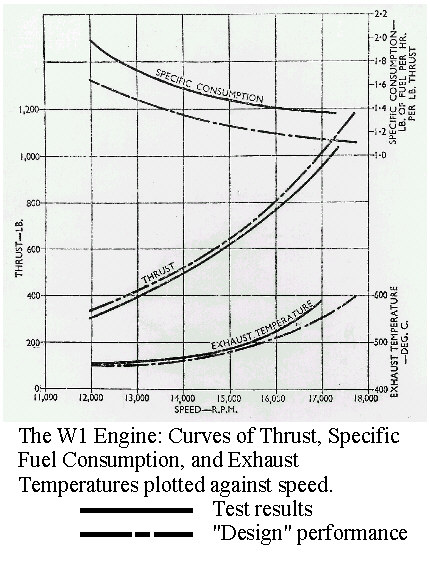 2·2
2·0
1·8
1·6
1·4
1·2
1·0
SPECIFIC CONSUMPTION—
LB. OF FUEL PER HR.
PER LB. THRUST
SPECIFIC CONSUMPTION
1,200
1,000
800
600
400
200
0
THRUST—LB.
THRUST
EXHAUST TEMPERATURE
600
500
400
EXHAUST TEMPERATURE
—DEG. C.
11,000 12,000 13,000 14,000 15,000 16,000 17,000 18,000
SPEED—R.P.M.
The W1 Engine: Curves of Thrust, Specific
Fuel Consumption, and Exhaust
Temperatures plotted against speed.
Test results
"Design" performance